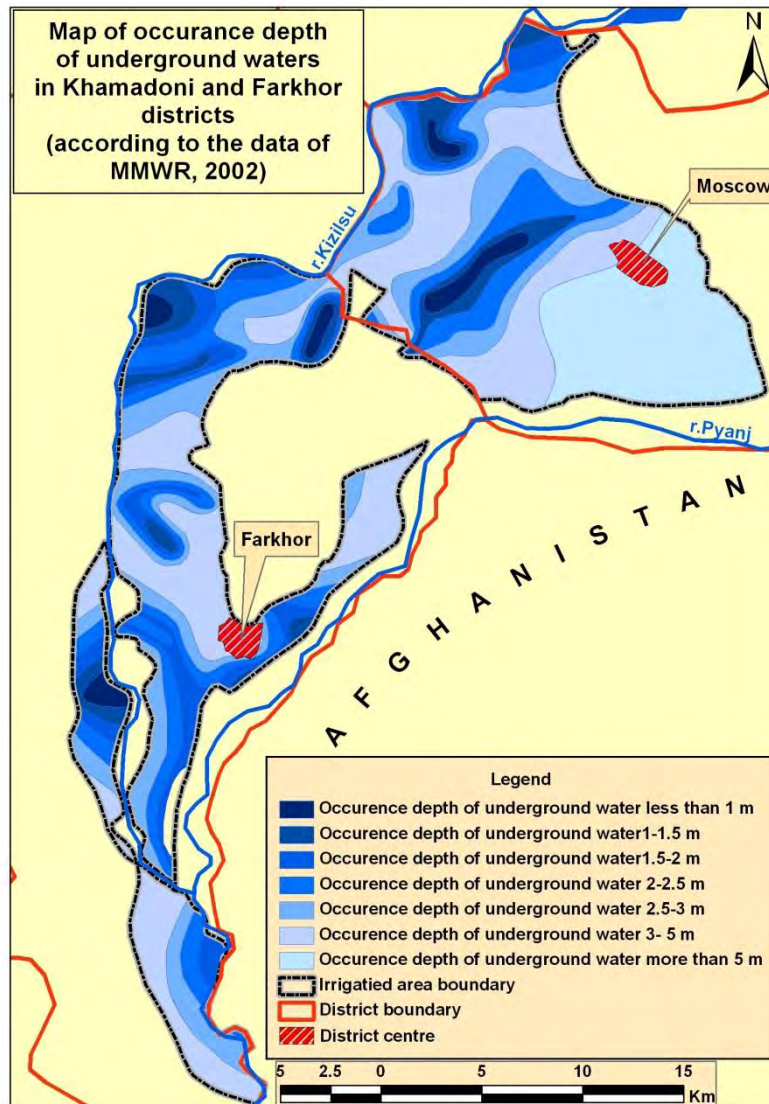 Map of occurance depth
of underground waters
in Khamadoni and Farkhor
districts
(according to the data of
MMWR, 2002)
N
Moscow
r.Kizilsu
r.Pyanj
Farkhor
AFGHANISTAN
Legend
Occurence depth of underground water less than 1 m
Occurence depth of underground water1-1.5 m
Occurence depth of underground water1.5-2 m
Occurence depth of underground water 2-2.5 m
Occurence depth of underground water 2.5-3 m
Occurence depth of underground water 3- 5 m
Occurence depth of underground water more than 5 m
Irrigatied area boundary
District boundary
District centre
5 2.5 0 5 10 15
Km